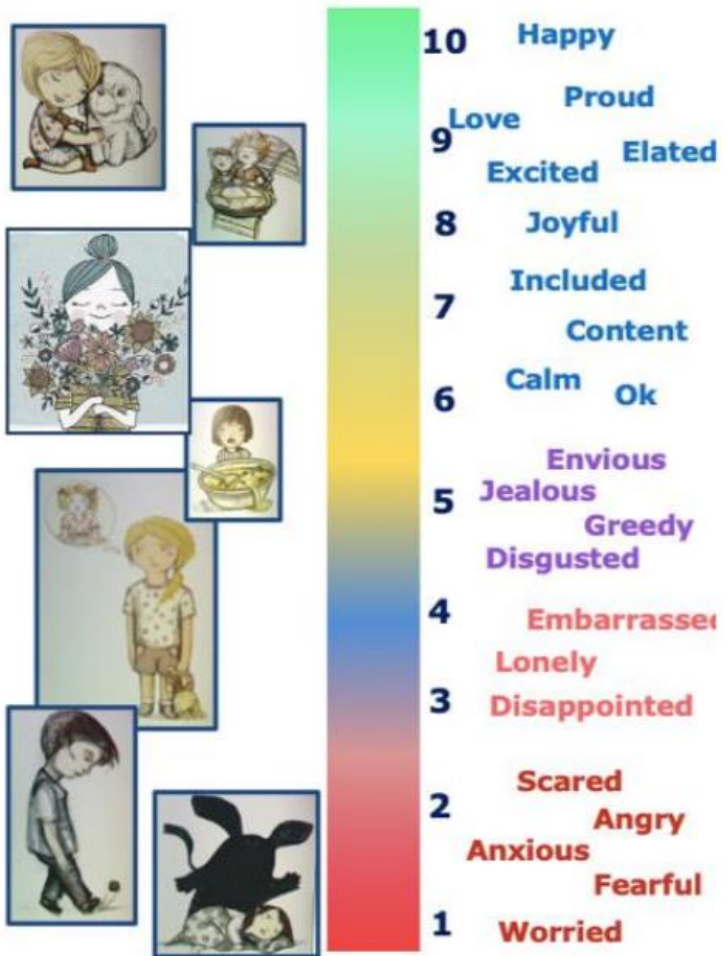 10 Happy
Proud
Love
9
Elated
Excited
8 Joyful
Included
7
Content
Calm
6 Ok
Envious
Jealous
5
Greedy
Disgusted
4 Embarrassed
Lonely
3 Disappointed
Scared
2
Angry
Anxious
Fearful
1 Worried